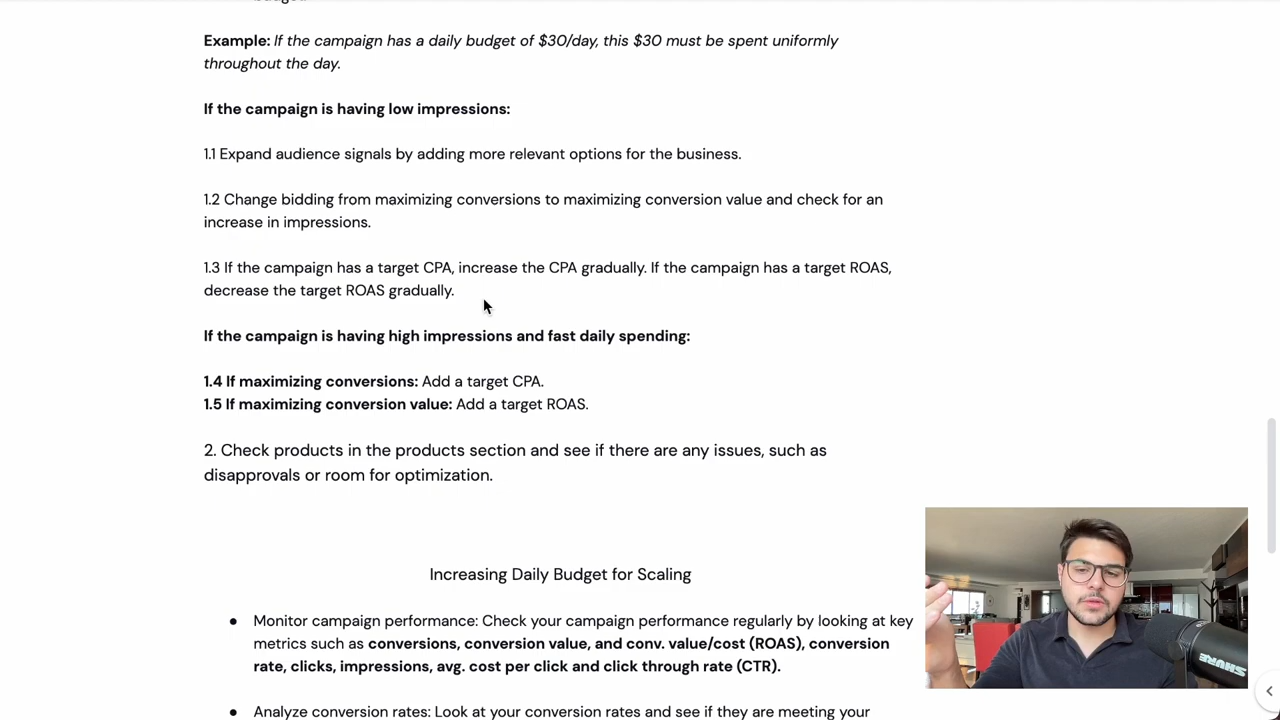 Example: If the campaign has a daily budget of $30/day, this $30 must be spent uniformly
throughout the day.
If the campaign is having low impressions:
1.1 Expand audience signals by adding more relevant options for the business.
1.2 Change bidding from maximizing conversions to maximizing conversion value and check for an
increase in impressions.
1.3 If the campaign has a target CPA, increase the CPA gradually. If the campaign has a target ROAS,
decrease the target ROAS gradually.
If the campaign is having high impressions and fast daily spending:
1.4 If maximizing conversions: Add a target CPA.
1.5 If maximizing conversion value: Add a target ROAS.
2. Check products in the products section and see if there are any issues, such as
disapprovals or room for optimization.
Increasing Daily Budget for Scaling
● Monitor campaign performance: Check your campaign performance regularly by looking at key
metrics such as conversions, conversion value, and conv. value/cost (ROAS), conversion
rate, clicks, impressions, avg. cost per click and click through rate (CTR).
● Analyze conversion rates: Look at your conversion rates and see if they are meeting your
SHURE